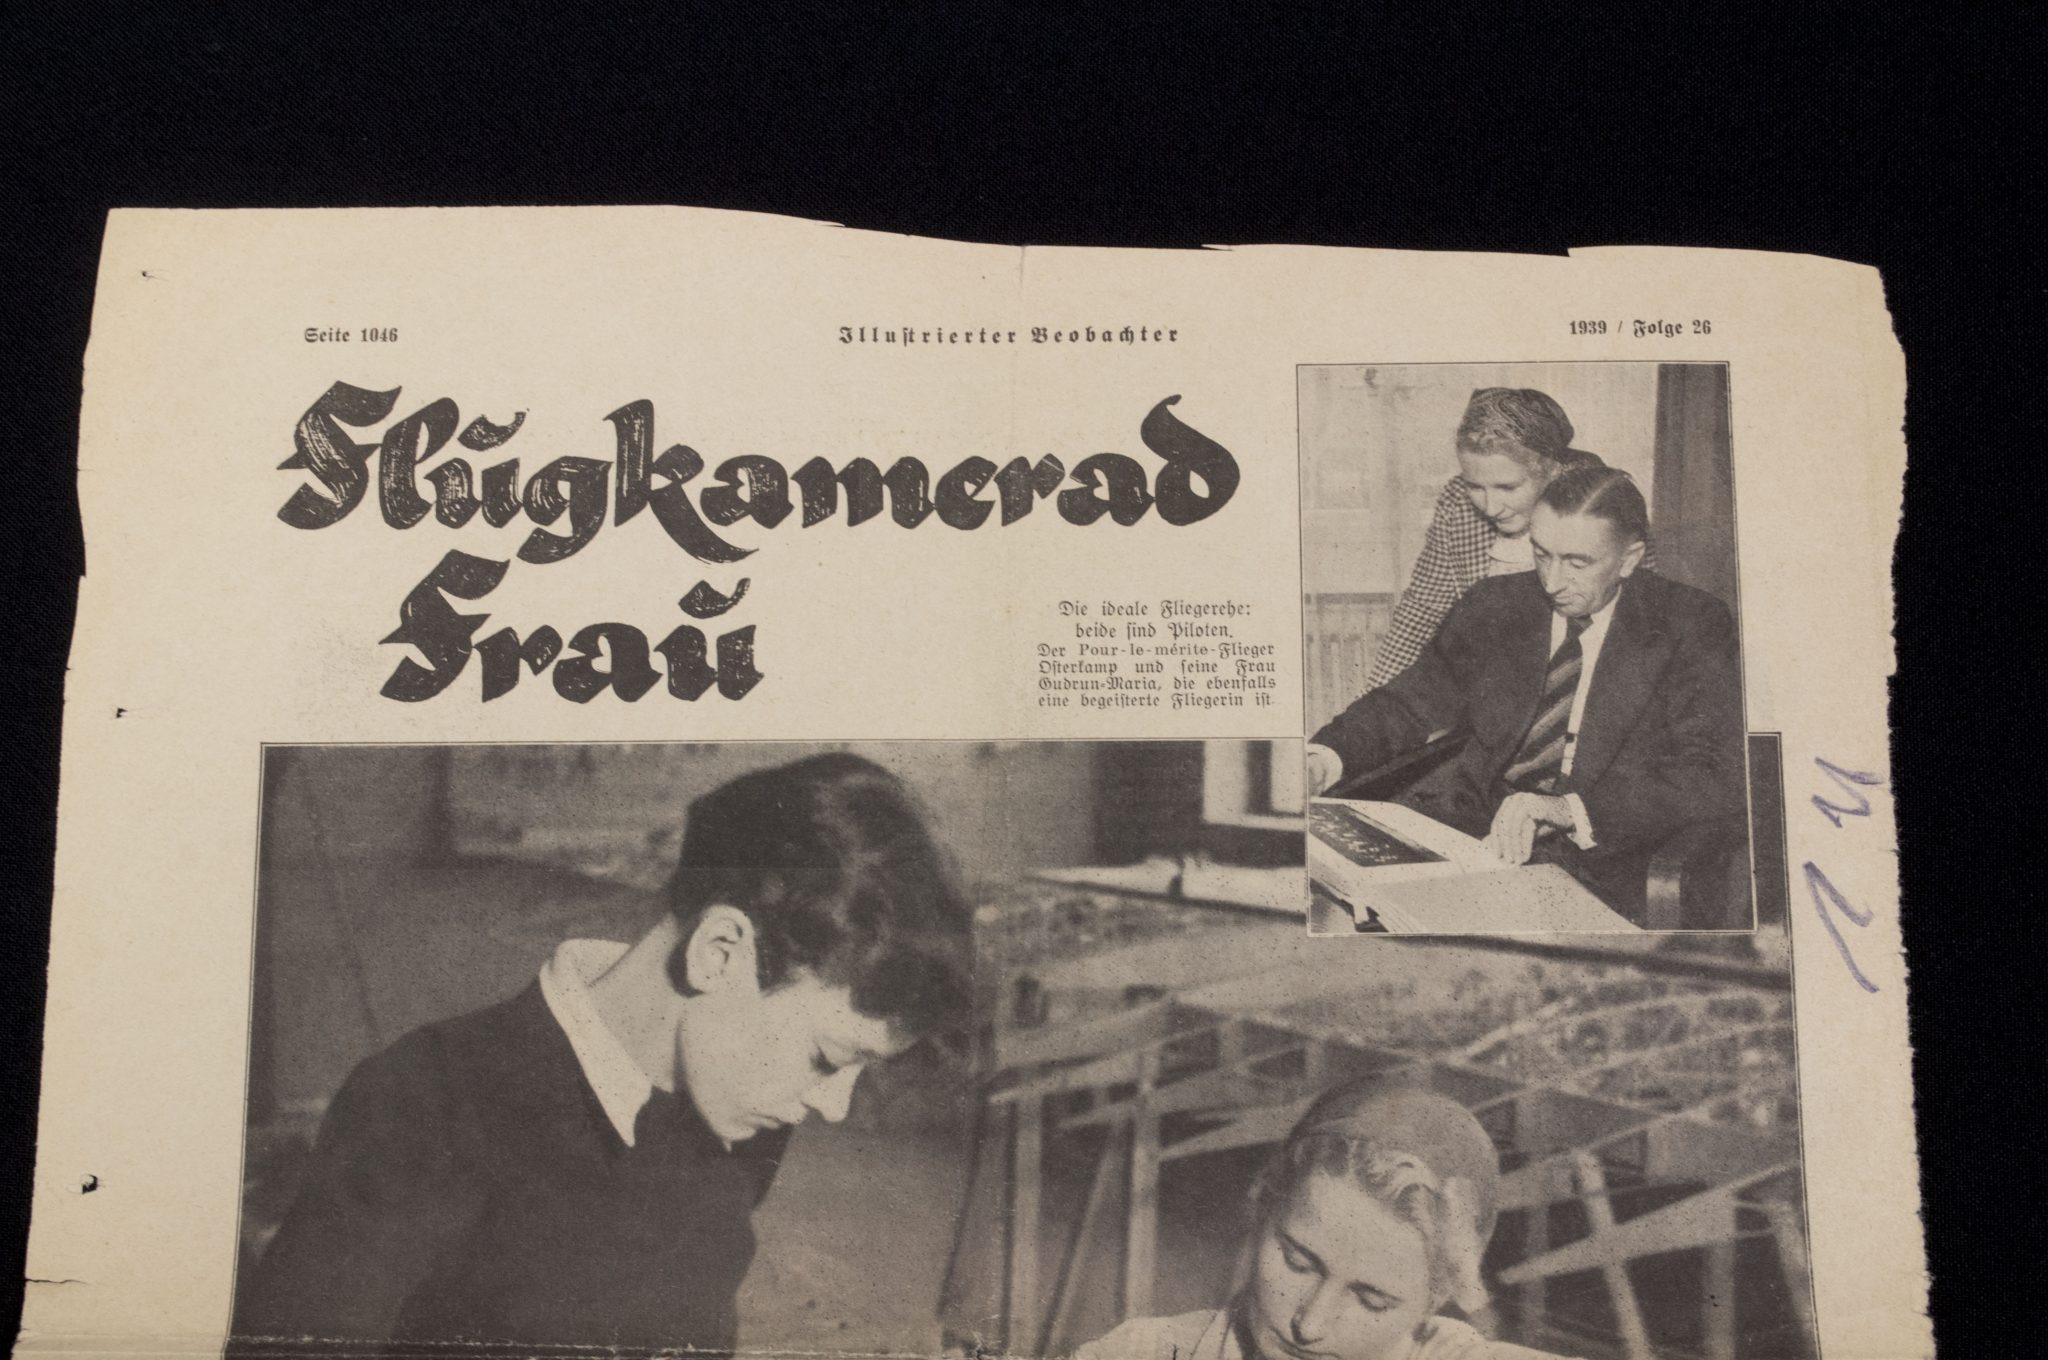 Seite 1046
Illustrierter Beobachter
1939 / Folge 26
Flugkamerad
Frau
Die ideale Fliegerehe:
beide sind Piloten.
Der Pour-le-mérite-Flieger
Osterkamp und seine Frau
Gudrun-Maria, die ebenfalls
eine begeisterte Fliegerin ist.